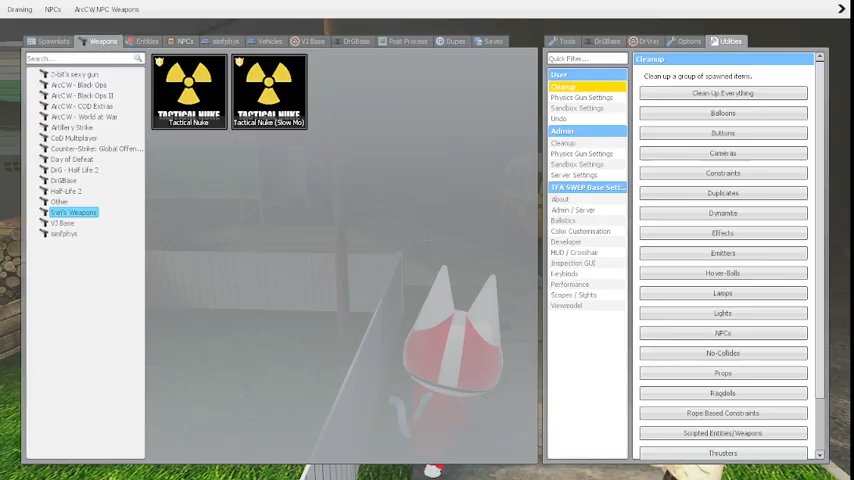 Drawing NPCs ArcCW NPC Weapons
Spawnlists Weapons Entities NPCs simfphys Vehicles VJ Base DrGBase Post Process Dupes Saves
Search...
2-bit's sexy gun
ArcCW - Black Ops
ArcCW - Black Ops II
ArcCW - COD Extras
ArcCW - World at War
Artillery Strike
CoD Multiplayer
Counter-Strike: Global Offen...
Day of Defeat
DrG - Half Life 2
DrGBase
Half-Life 2
Other
Svn's Weapons
VJ Base
simfphys
TACTICAL NUKE
Tactical Nuke
TACTICAL NUKE
Tactical Nuke (Slow Mo)
Tools DrGBase DrVrej Options Utilities
Quick Filter...
User
Cleanup
Physics Gun Settings
Sandbox Settings
Undo
Admin
Cleanup
Physics Gun Settings
Sandbox Settings
Server Settings
TFA SWEP Base Sett...
About
Admin / Server
Ballistics
Color Customisation
Developer
HUD / Crosshair
Inspection GUI
Keybinds
Performance
Scopes / Sights
Viewmodel
Cleanup
Clean up a group of spawned items.
Clean Up Everything
Balloons
Buttons
Cameras
Constraints
Duplicates
Dynamite
Effects
Emitters
Hover-Balls
Lamps
Lights
NPCs
No-Collides
Props
Ragdolls
Rope Based Constraints
Scripted Entities/Weapons
Thrusters